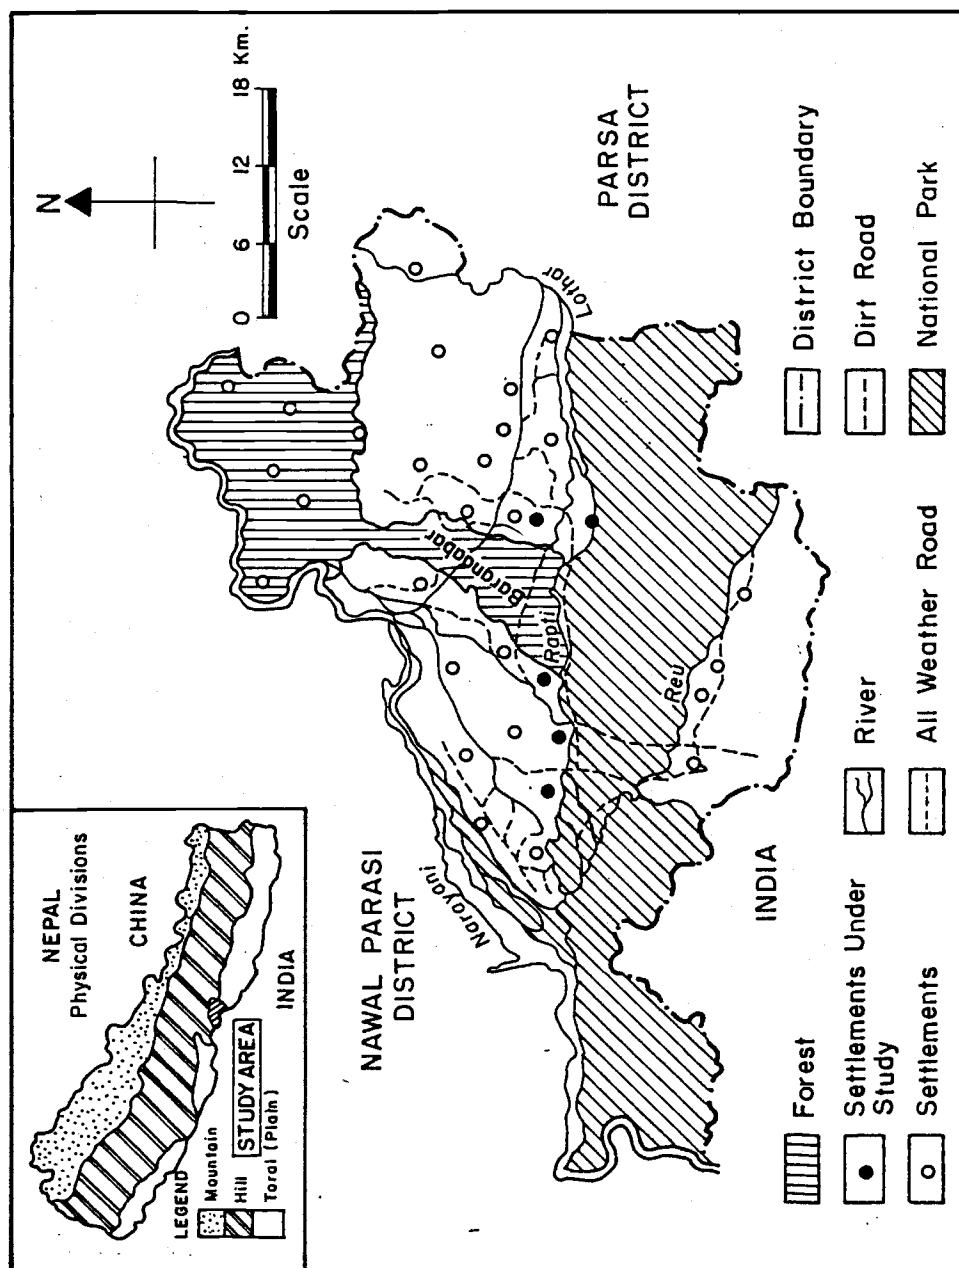 NEPAL
Physical Divisions
CHINA
INDIA
STUDY AREA
LEGEND
Mountain
Hill
Toral (Plain)
N
0 6 12 18 Km.
Scale
NAWAL PARASI
DISTRICT
PARSA
DISTRICT
INDIA
Narayani
Barandabar
Rapti
Reu
Lothar
Forest
Settlements Under
Study
Settlements
River
All Weather Road
District Boundary
Dirt Road
National Park